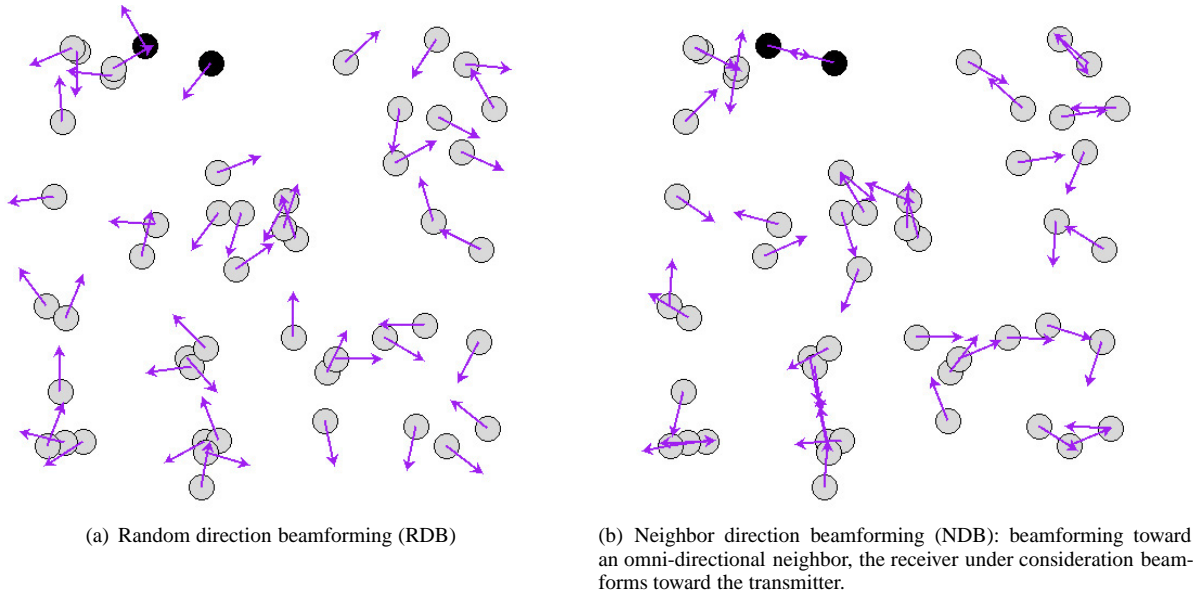 (a) Random direction beamforming (RDB)
(b) Neighbor direction beamforming (NDB): beamforming toward
an omni-directional neighbor, the receiver under consideration beam-
forms toward the transmitter.